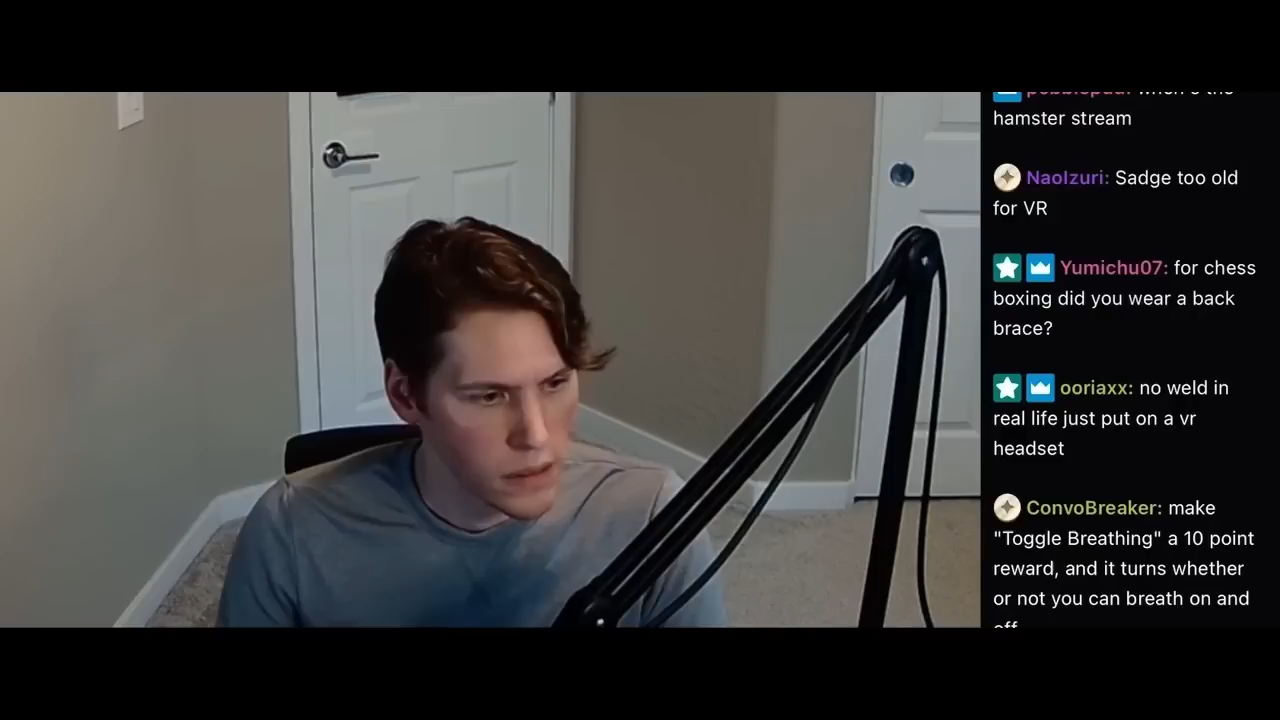 hamster stream
NaoIzuri: Sadge too old
for VR
Yumichu07: for chess
boxing did you wear a back
brace?
ooriaxx: no weld in
real life just put on a vr
headset
ConvoBreaker: make
"Toggle Breathing" a 10 point
reward, and it turns whether
or not you can breath on and